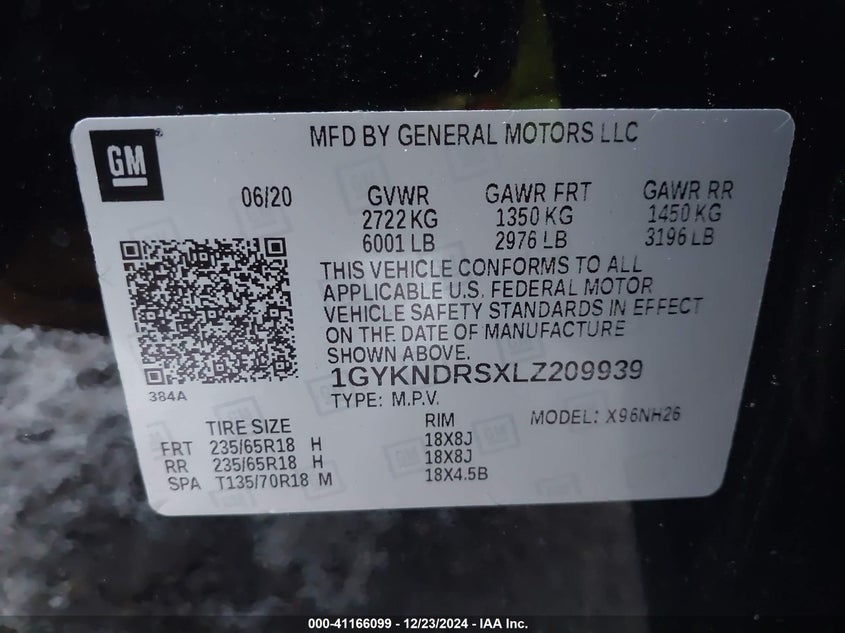 GM
MFD BY GENERAL MOTORS LLC
06/20 GVWR GAWR FRT GAWR RR
2722 KG 1350 KG 1450 KG
6001 LB 2976 LB 3196 LB
THIS VEHICLE CONFORMS TO ALL
APPLICABLE U.S. FEDERAL MOTOR
VEHICLE SAFETY STANDARDS IN EFFECT
ON THE DATE OF MANUFACTURE
SHOWN ABOVE.
1GYKNDRSXLZ209939
384A
TYPE: M.P.V.
TIRE SIZE RIM MODEL: X96NH26
FRT 235/65R18 H 18X8J
RR 235/65R18 H 18X8J
SPA T135/70R18 M 18X4.5B
000-41166099 - 12/23/2024 - IAA Inc.